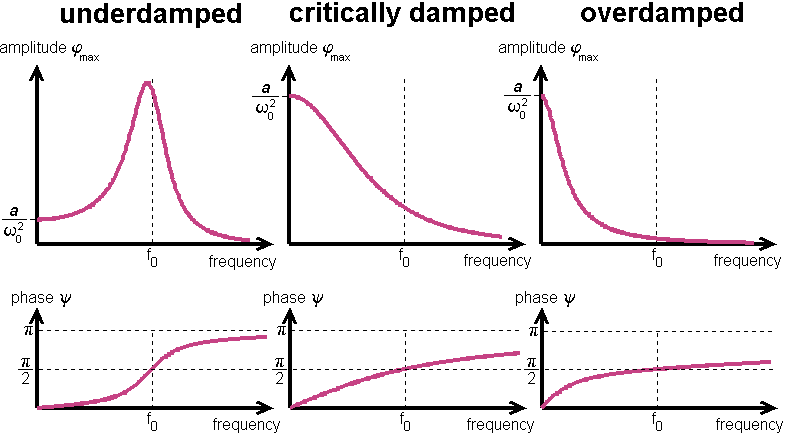 underdamped
critically damped
overdamped
amplitude φmax
amplitude φmax
amplitude φmax
a
ω₀²
a
ω₀²
a
ω₀²
f₀
frequency
f₀
frequency
f₀
frequency
phase ψ
phase ψ
phase ψ
π
π
π
π
2
π
2
π
2
f₀
frequency
f₀
frequency
f₀
frequency